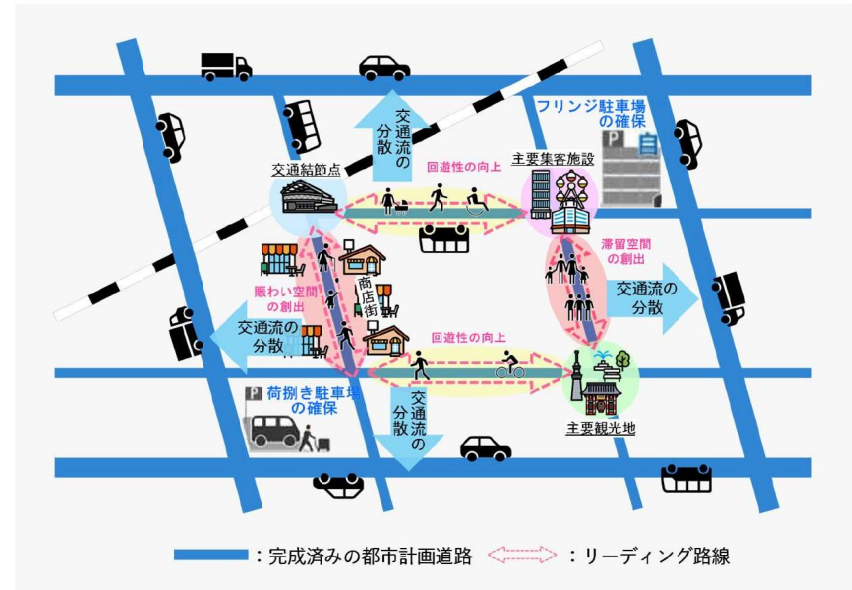 フリンジ駐車場
の確保
P
交通流の
分散
交通結節点
回遊性の向上
主要集客施設
滞留空間
の創出
賑わい空間
の創出
商店街
交通流の
分散
交通流の
分散
回遊性の向上
P
荷捌き駐車場
の確保
交通流の
分散
主要観光地
:完成済みの都市計画道路
:リーディング路線